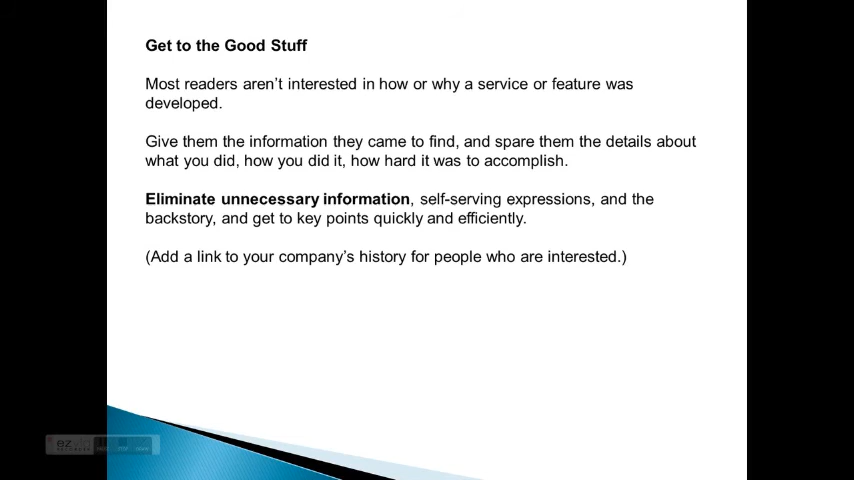 Get to the Good Stuff
Most readers aren't interested in how or why a service or feature was
developed.
Give them the information they came to find, and spare them the details about
what you did, how you did it, how hard it was to accomplish.
Eliminate unnecessary information, self-serving expressions, and the
backstory, and get to key points quickly and efficiently.
(Add a link to your company's history for people who are interested.)